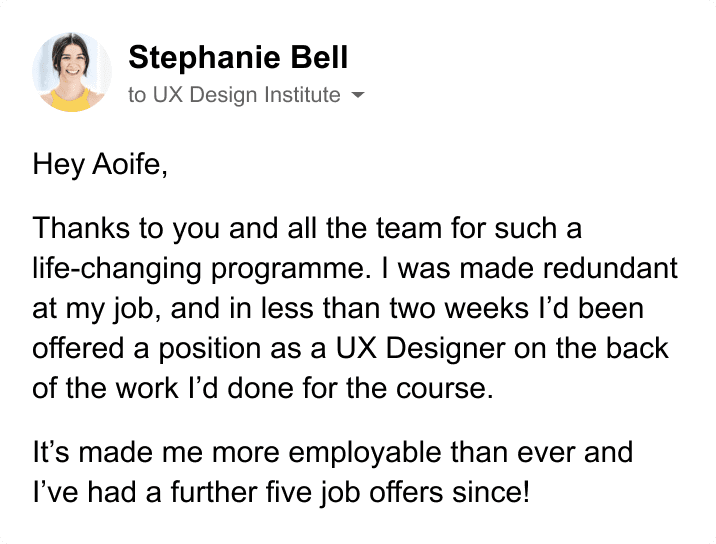 Stephanie Bell
to UX Design Institute
Hey Aoife,
Thanks to you and all the team for such a
life-changing programme. I was made redundant
at my job, and in less than two weeks I’d been
offered a position as a UX Designer on the back
of the work I’d done for the course.
It’s made me more employable than ever and
I’ve had a further five job offers since!